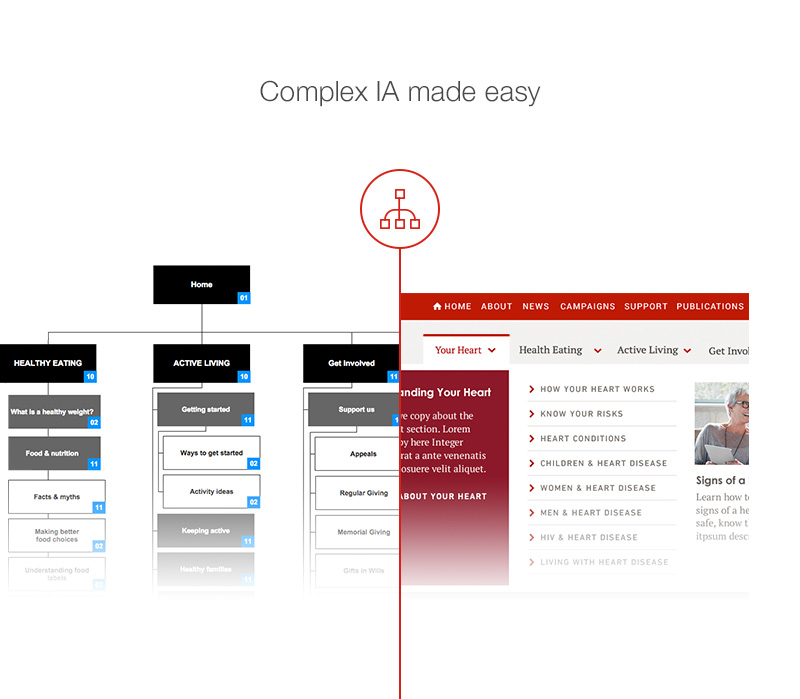 Complex IA made easy
Home
01
HEALTHY EATING
10
ACTIVE LIVING
10
Get Involved
11
What is a healthy weight?
02
Food & nutrition
11
Facts & myths
11
Making better
food choices
02
Understanding food
labels
Getting started
11
Ways to get started
02
Activity ideas
02
Keeping active
11
Healthy families
11
Support us
Appeals
Regular Giving
Memorial Giving
Gifts in Wills
HOME ABOUT NEWS CAMPAIGNS SUPPORT PUBLICATIONS
Your Heart Health Eating Active Living Get Invol
anding Your Heart
ve copy about the
t section. Lorem
by here Integer
rat a ante venenatis
osuere velit aliquet.
ABOUT YOUR HEART
HOW YOUR HEART WORKS
KNOW YOUR RISKS
HEART CONDITIONS
CHILDREN & HEART DISEASE
WOMEN & HEART DISEASE
MEN & HEART DISEASE
HIV & HEART DISEASE
LIVING WITH HEART DISEASE
Signs of a
Learn how to
signs of a he
safe, know t
itpsum desc